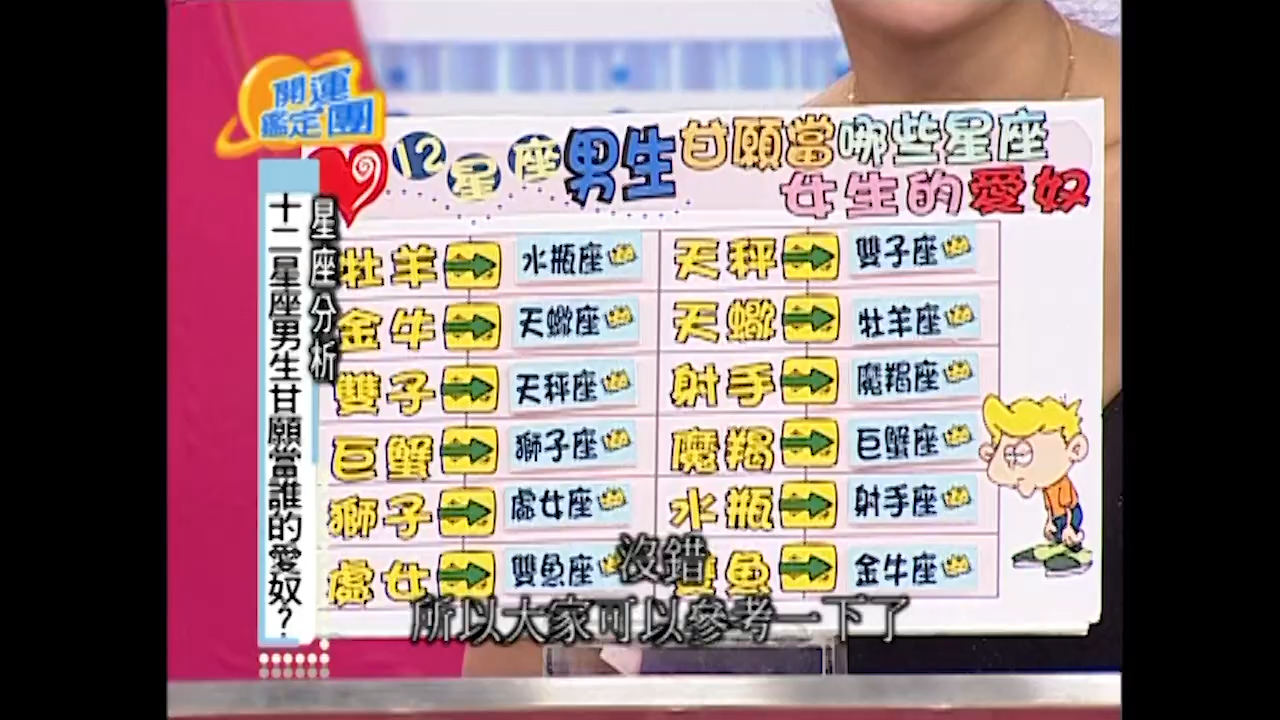 開運
鑑定團
星座分析
十二星座男生甘願當誰的愛奴?
12星座男生甘願當哪些星座
女生的愛奴
牡羊 水瓶座 天秤 雙子座
金牛 天蠍座 天蠍 牡羊座
雙子 天秤座 射手 魔羯座
巨蟹 獅子座 魔羯 巨蟹座
獅子 處女座 水瓶 射手座
處女 雙魚座 雙魚 金牛座
沒錯
所以大家可以參考一下了